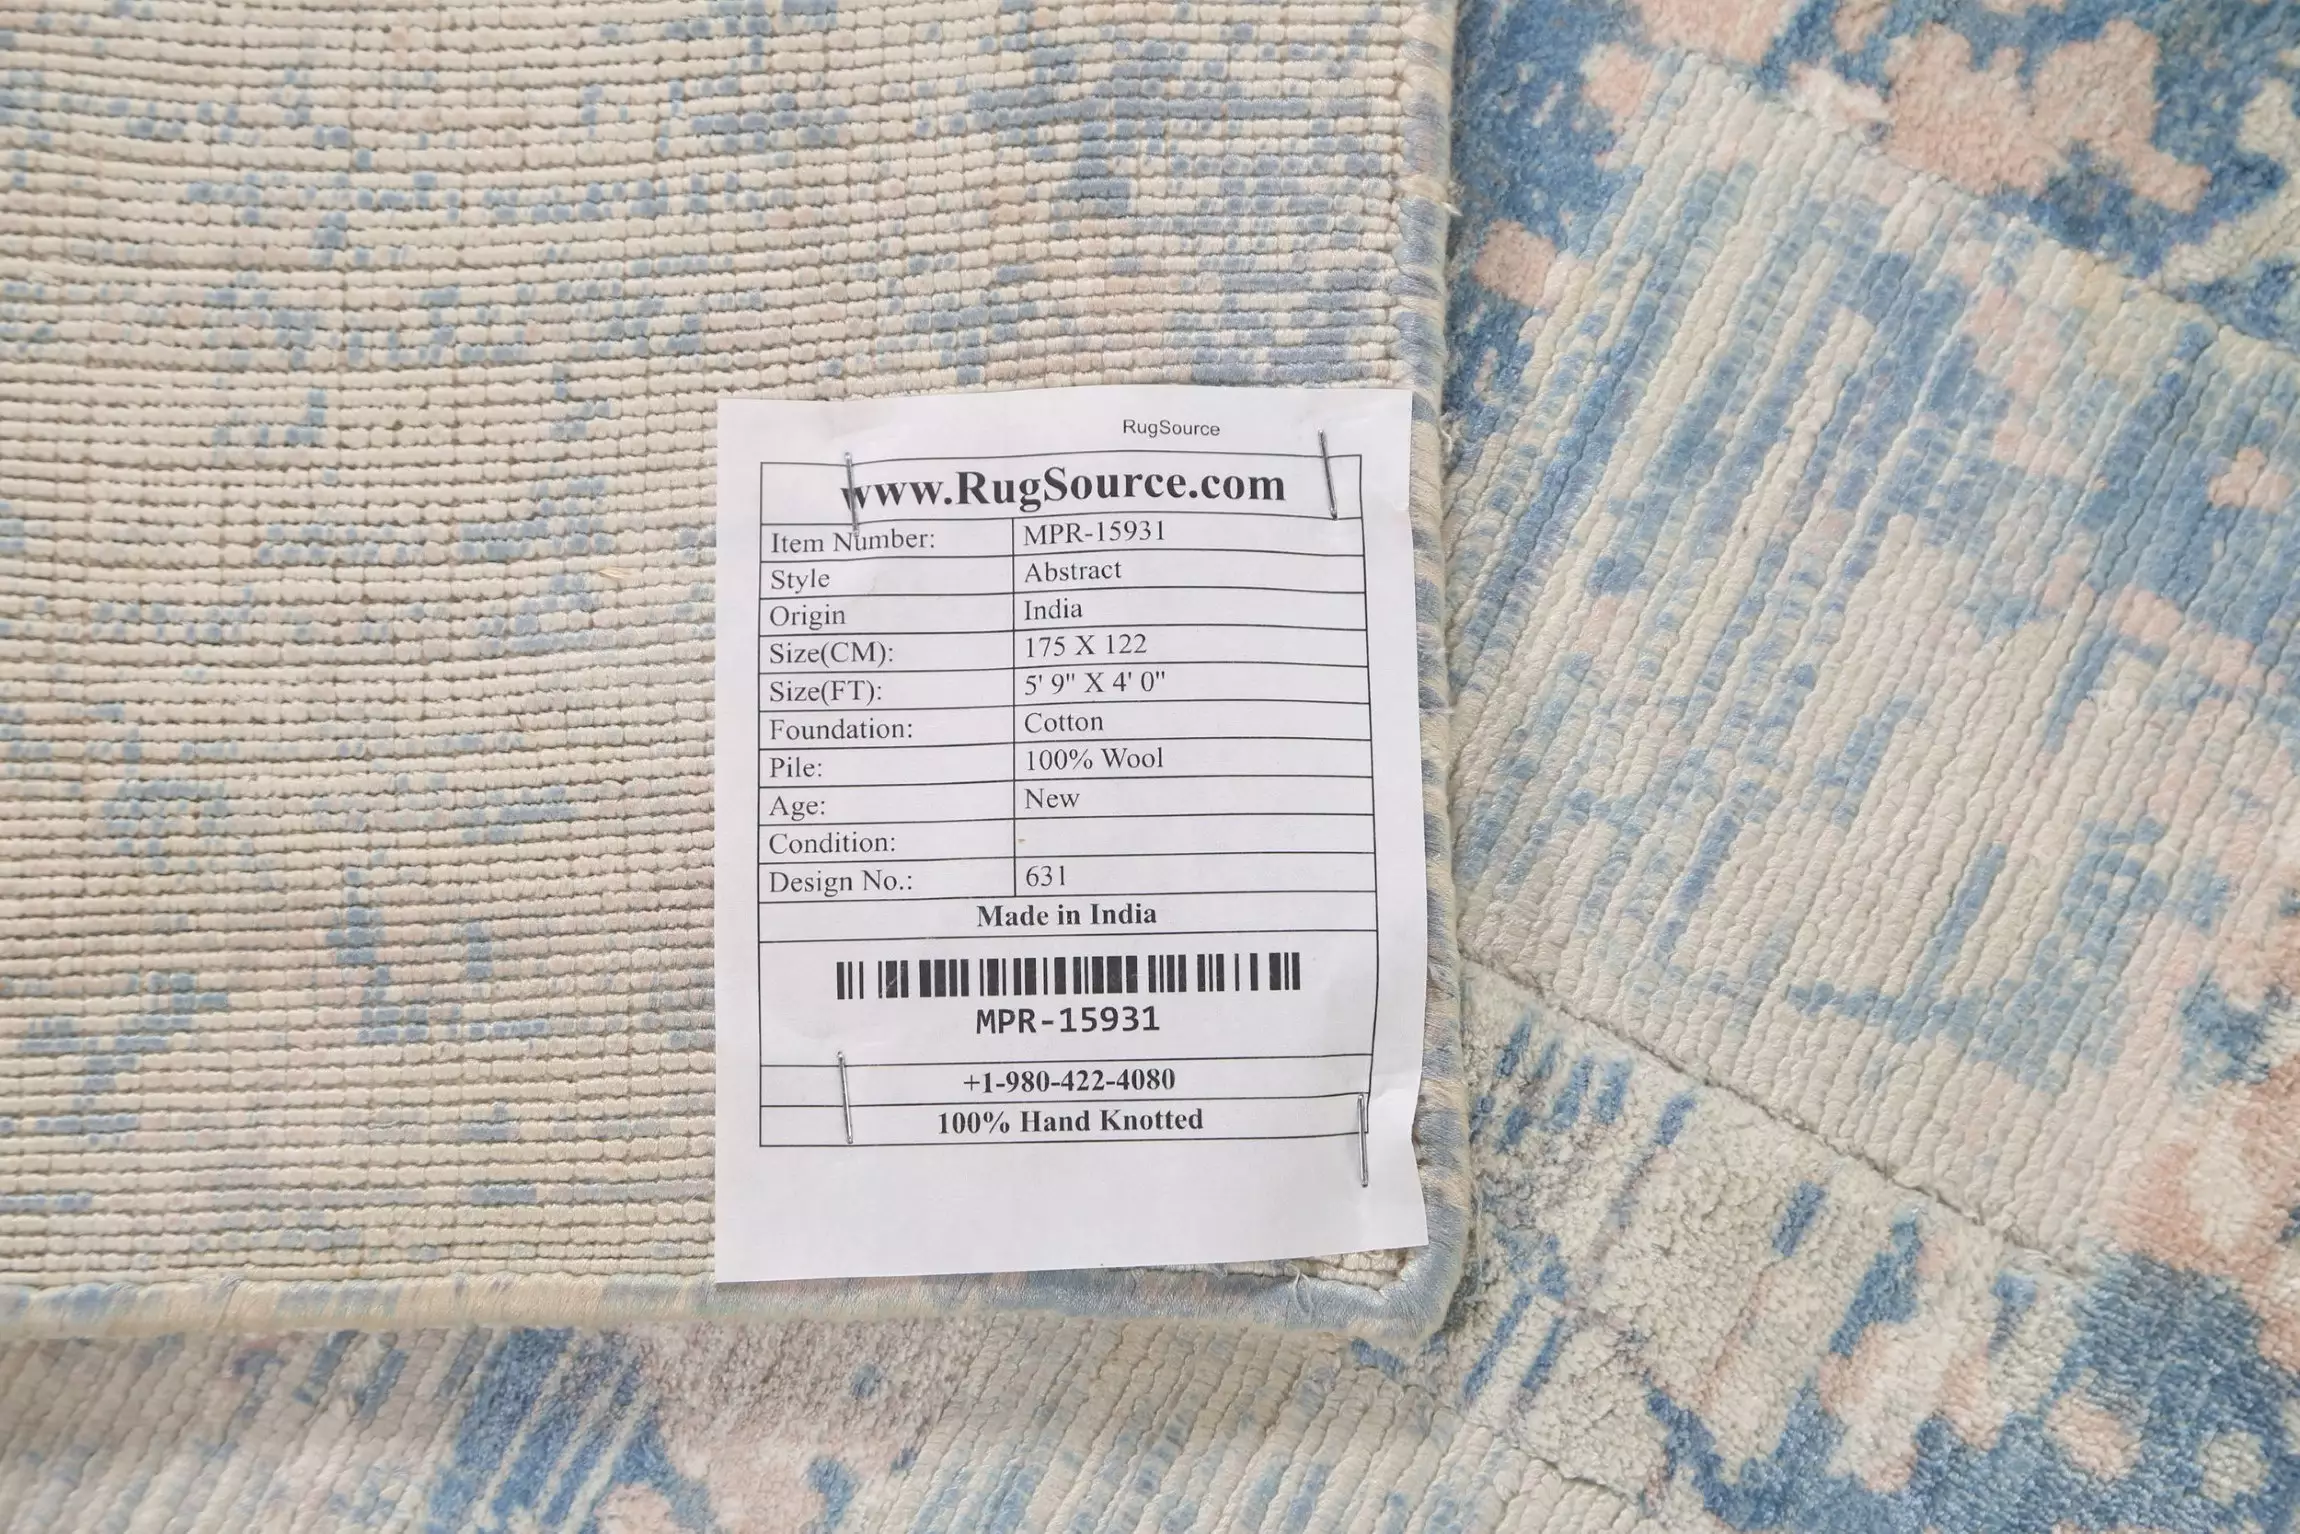 RugSource
www.RugSource.com
Item Number: MPR-15931
Style Abstract
Origin India
Size(CM): 175 X 122
Size(FT): 5' 9" X 4' 0"
Foundation: Cotton
Pile: 100% Wool
Age: New
Condition:
Design No.: 631
Made in India
MPR-15931
+1-980-422-4080
100% Hand Knotted